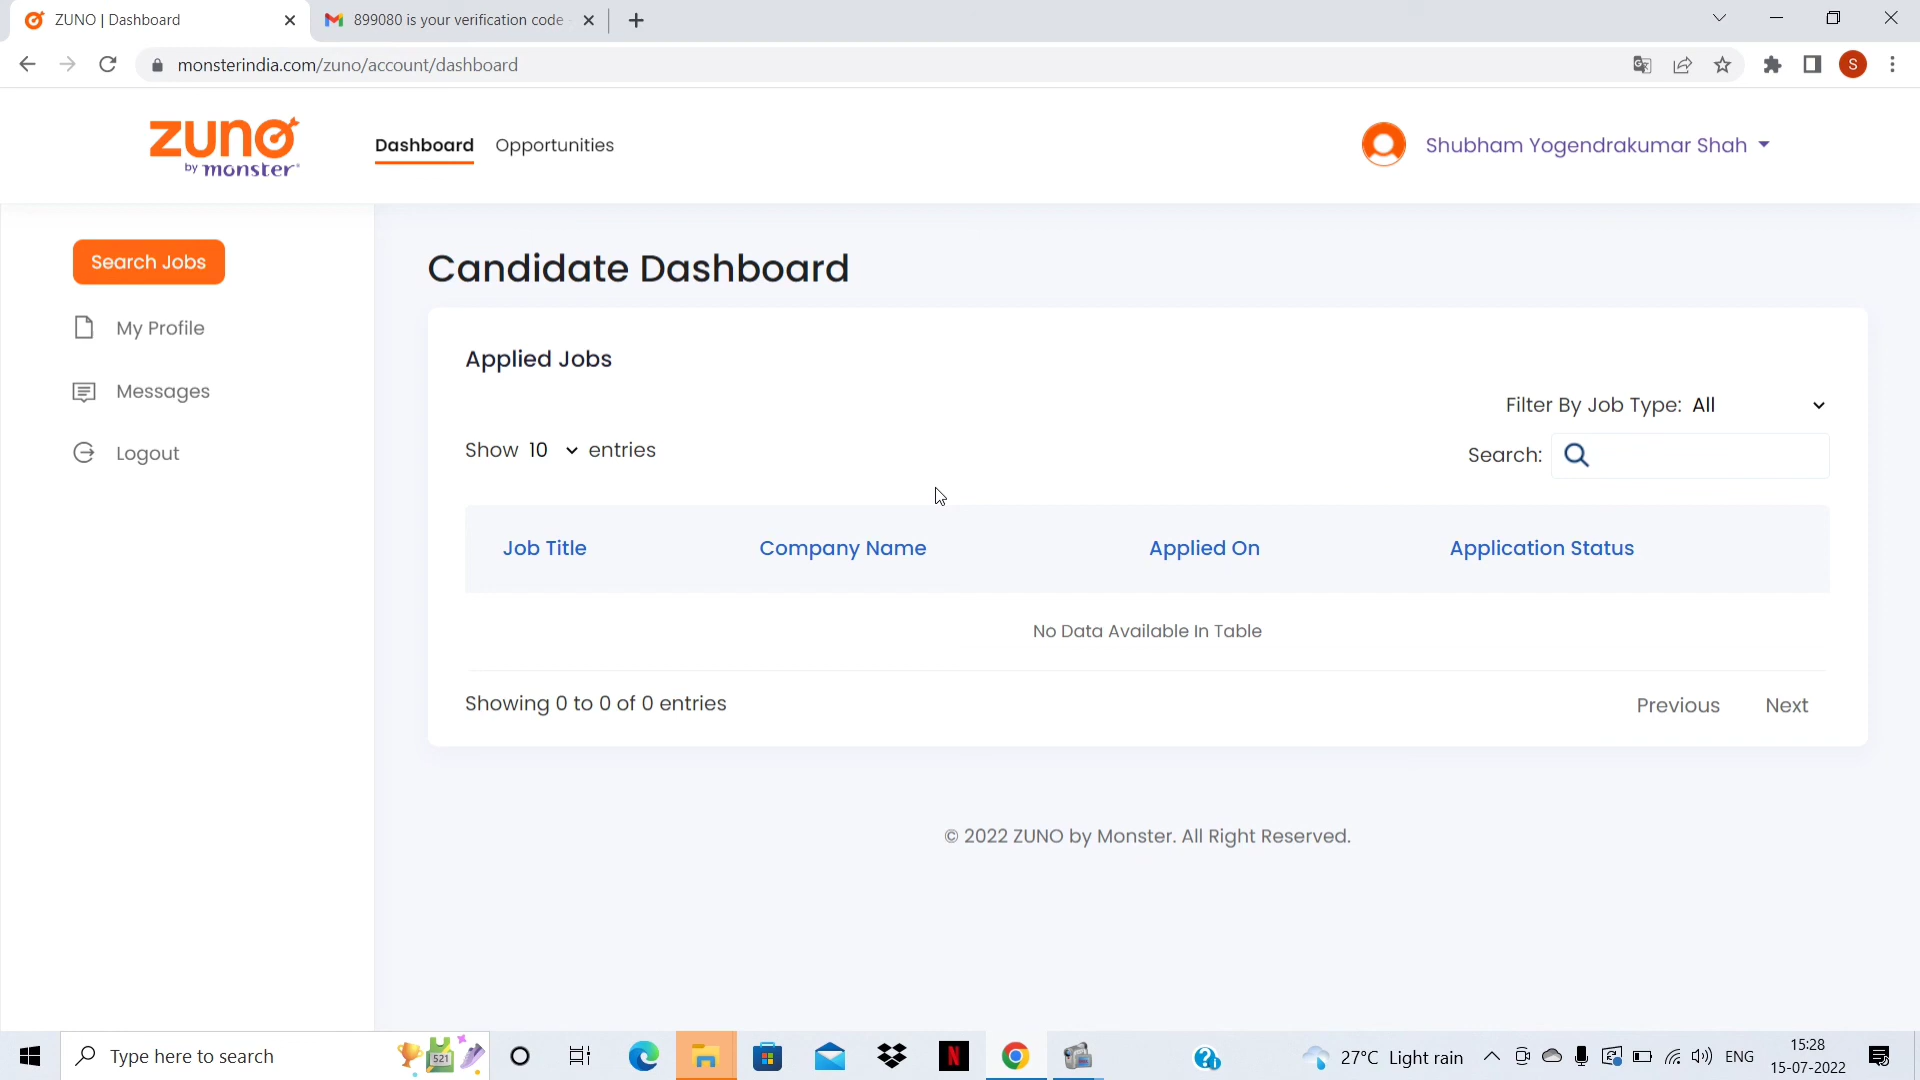 ZUNO | Dashboard
899080 is your verification code
monsterindia.com/zuno/account/dashboard
S
zuno
by monster
Dashboard
Opportunities
Shubham Yogendrakumar Shah
Search Jobs
My Profile
Messages
Logout
Candidate Dashboard
Applied Jobs
Filter By Job Type: All
Show 10 entries
Search:
Job Title
Company Name
Applied On
Application Status
No Data Available In Table
Showing 0 to 0 of 0 entries
Previous
Next
© 2022 ZUNO by Monster. All Right Reserved.
Type here to search
521
N
27°C Light rain
ENG
15:28
15-07-2022